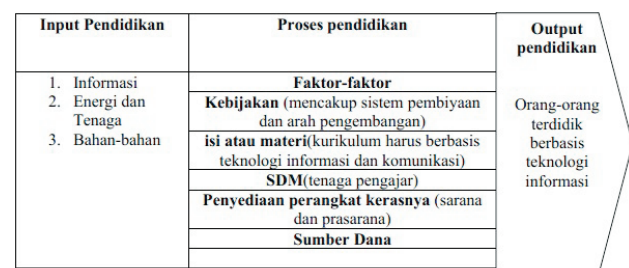 Input Pendidikan
Proses pendidikan
Output
pendidikan
1. Informasi
2. Energi dan
Tenaga
3. Bahan-bahan
Faktor-faktor
Kebijakan (mencakup sistem pembiyaan
dan arah pengembangan)
isi atau materi(kurikulum harus berbasis
teknologi informasi dan komunikasi)
SDM(tenaga pengajar)
Penyediaan perangkat kerasnya (sarana
dan prasarana)
Sumber Dana
Orang-orang
terdidik
berbasis
teknologi
informasi